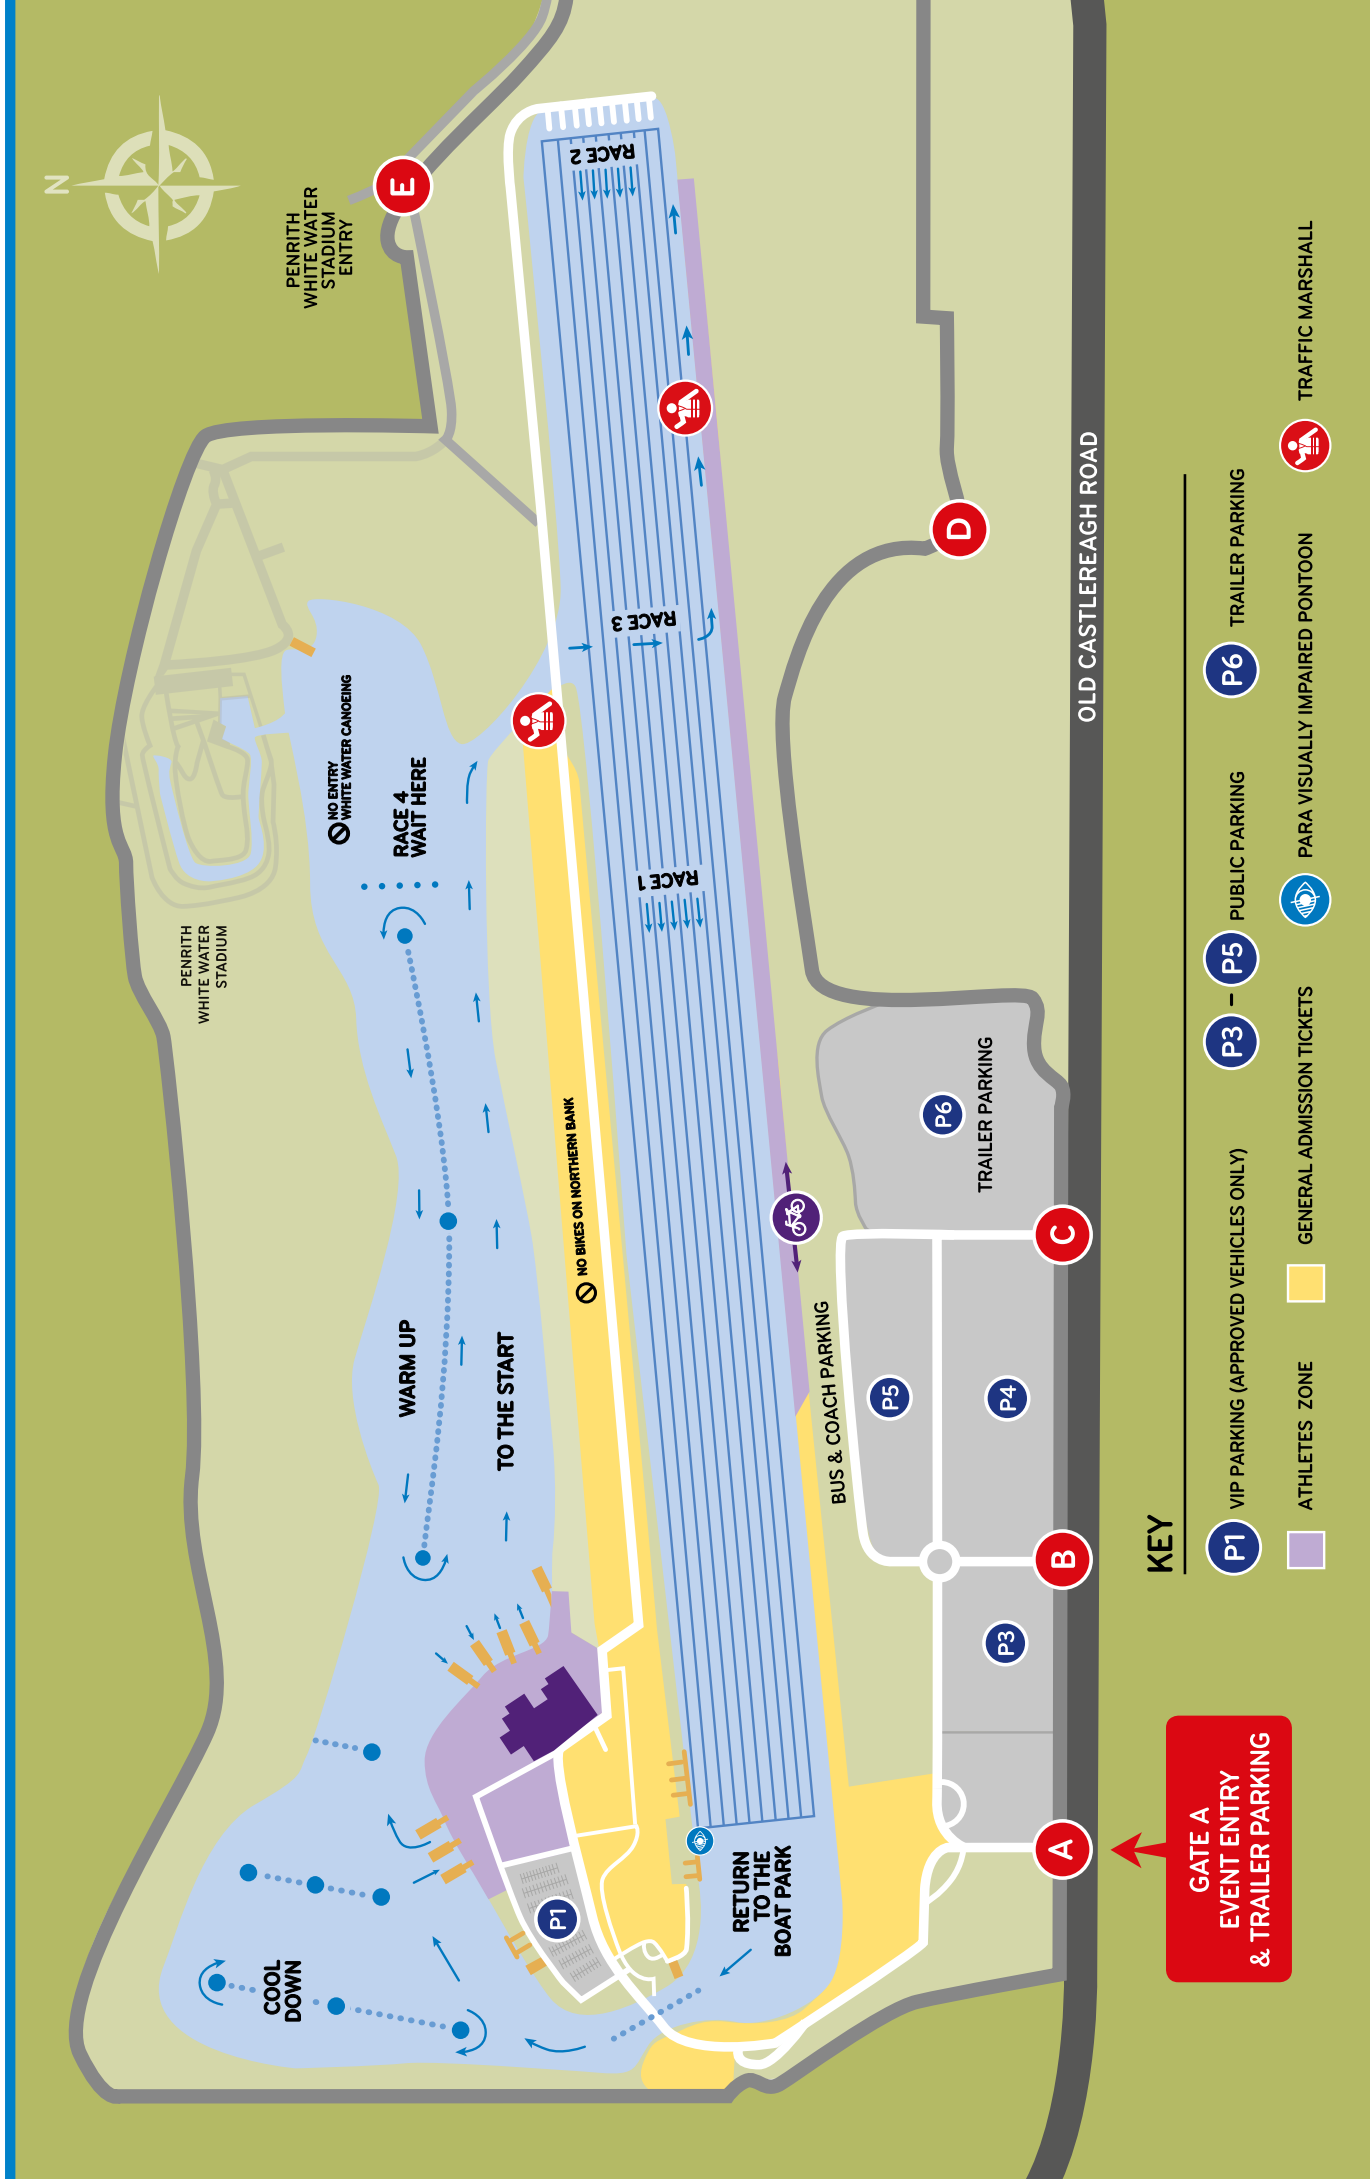 N
PENRITH
WHITE WATER
STADIUM
ENTRY
E
PENRITH
WHITE WATER
STADIUM
NO ENTRY
WHITE WATER CANOEING
RACE 4
WAIT HERE
WARM UP
TO THE START
COOL
DOWN
RACE 2
RACE 3
RACE 1
NO BIKES ON NORTHERN BANK
P1
RETURN
TO THE
BOAT PARK
BUS & COACH PARKING
P5
P4
P3
P6
TRAILER PARKING
A
B
C
D
OLD CASTLEREAGH ROAD
GATE A
EVENT ENTRY
& TRAILER PARKING
KEY
P1 VIP PARKING (APPROVED VEHICLES ONLY)
P3 – P5 PUBLIC PARKING
P6 TRAILER PARKING
ATHLETES ZONE
GENERAL ADMISSION TICKETS
PARA VISUALLY IMPAIRED PONTOON
TRAFFIC MARSHALL